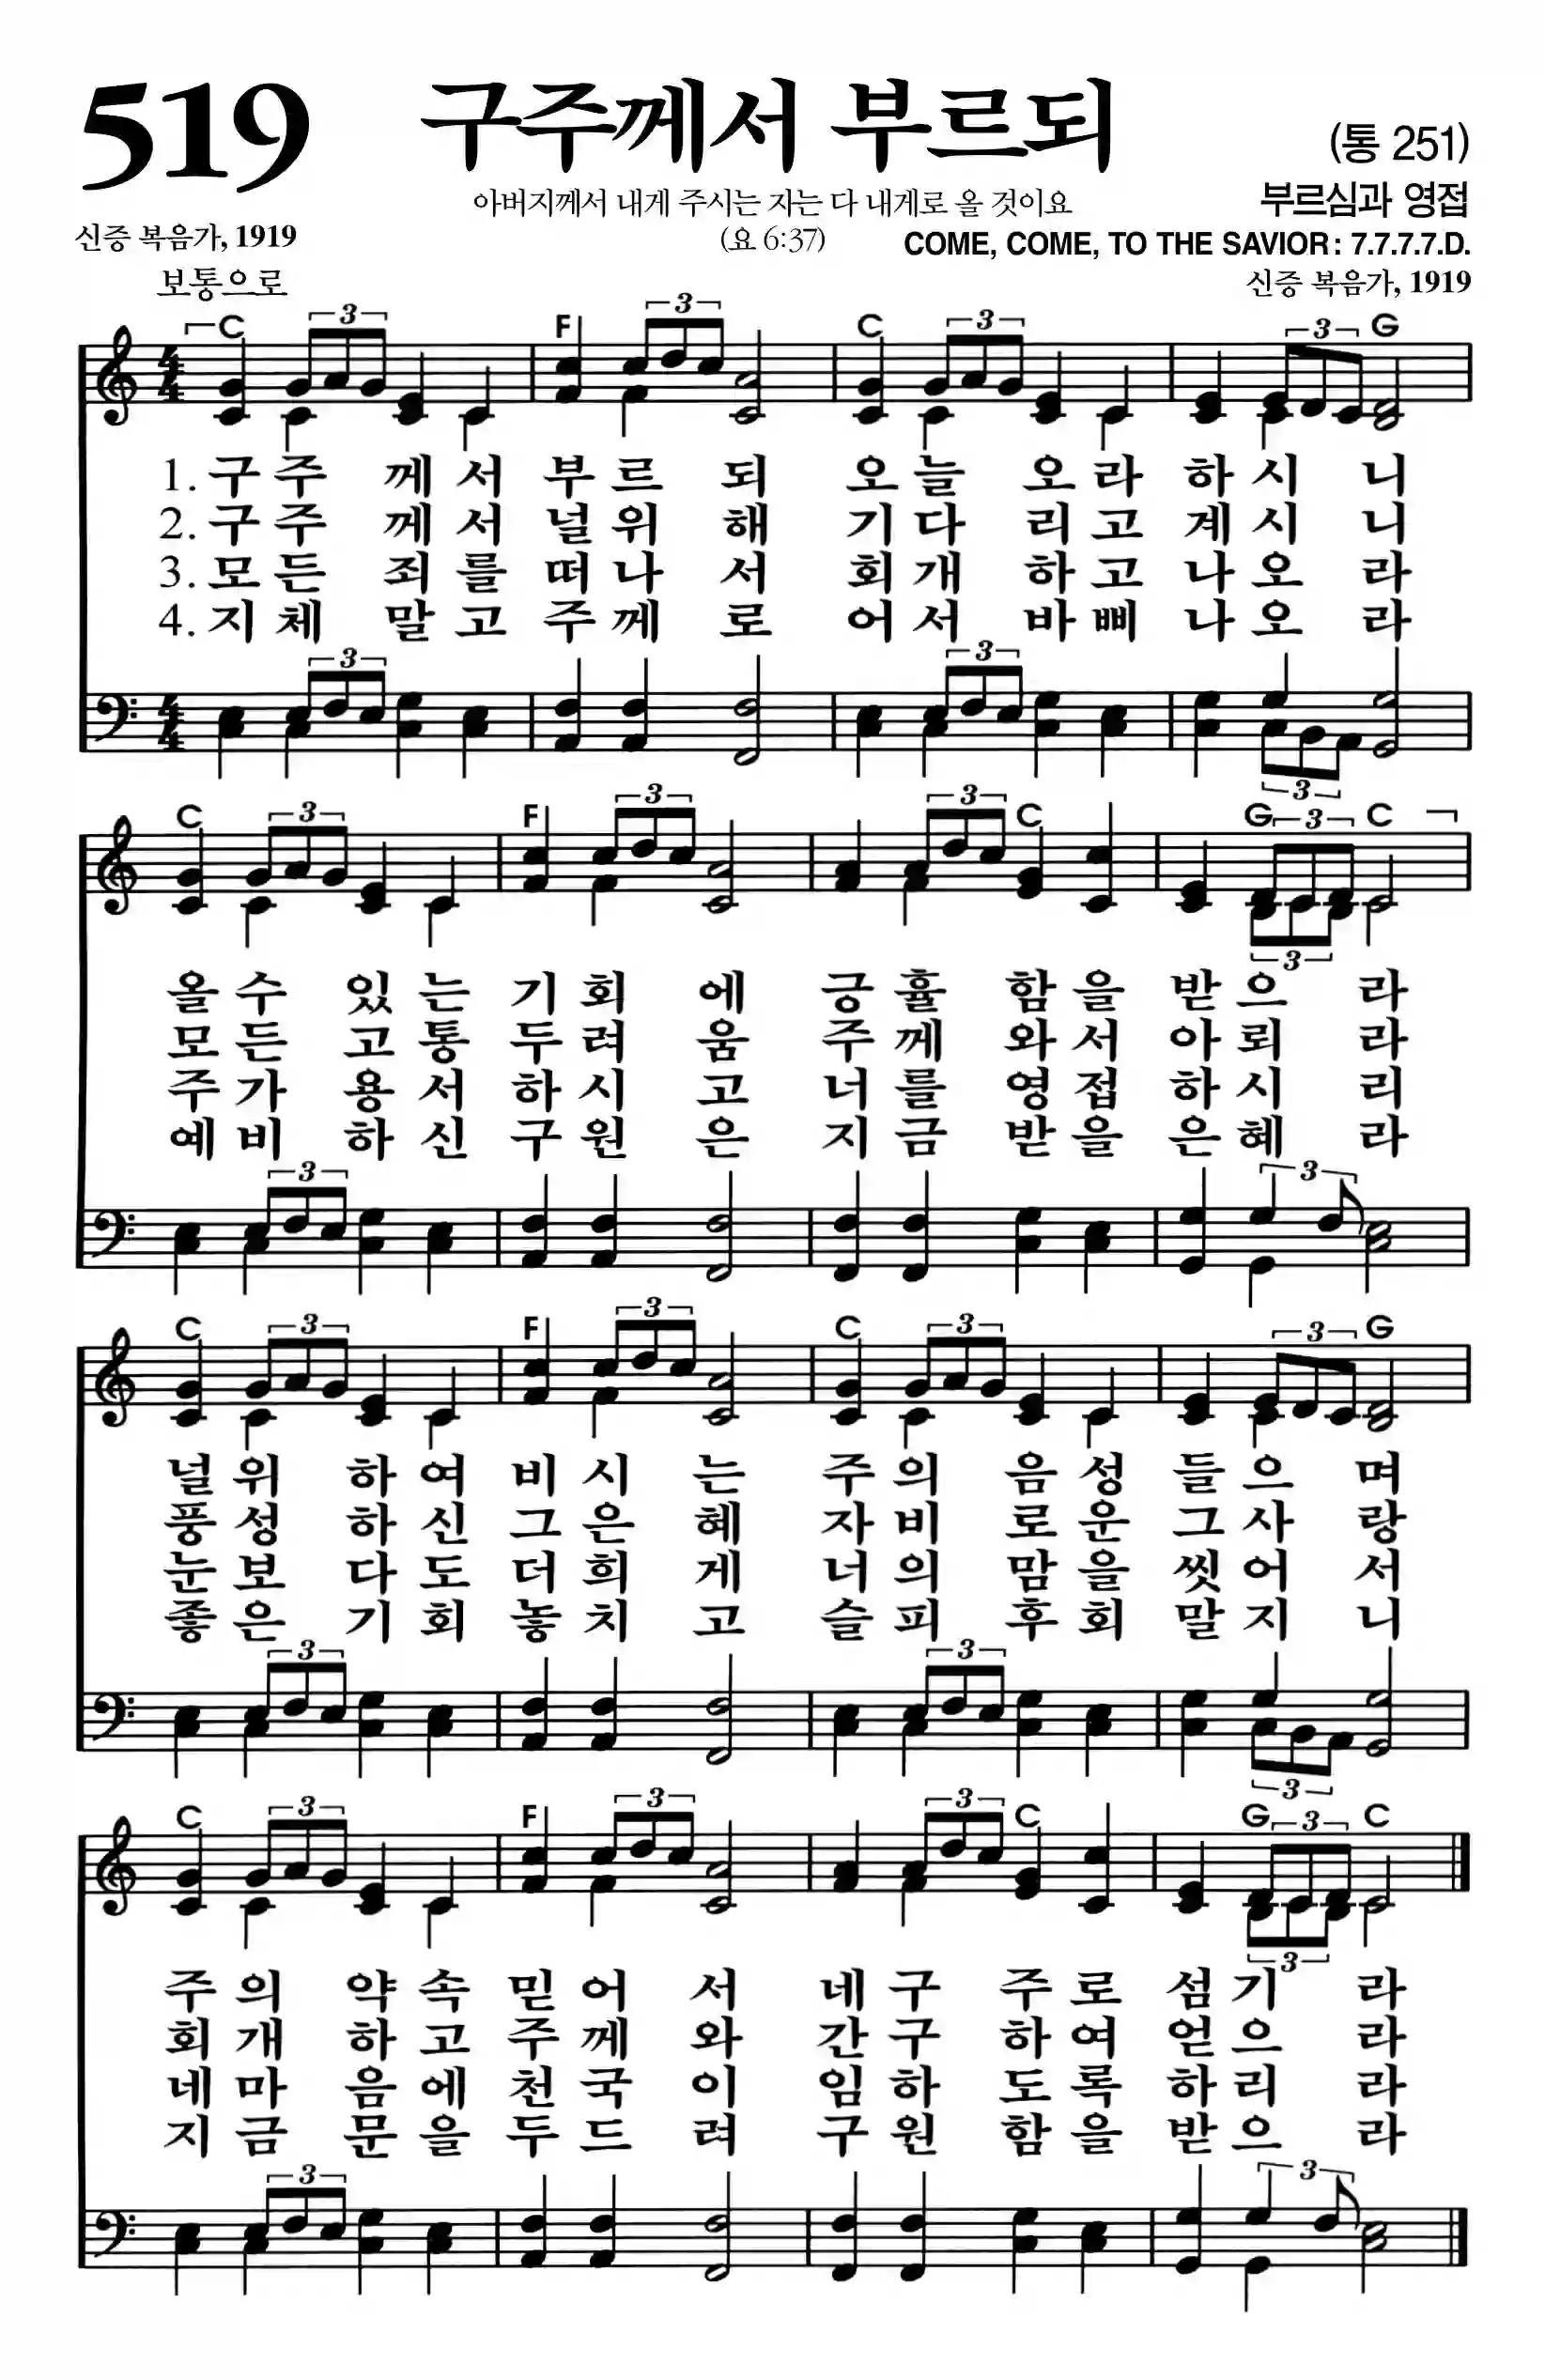 519 구주께서 부르되 (통 251)
아버지께서 내게 주시는 자는 다 내게로 올 것이요 부르심과 영접
신증 복음가, 1919 (요 6:37) COME, COME, TO THE SAVIOR: 7.7.7.7.D.
보통으로 신증 복음가, 1919
C 3 F 3 C 3 3 G
1. 구주 께서 부르 되 오늘 오라 하시 니
2. 구주 께서 널위 해 기다 리고 계시 니
3. 모든 죄를 떠나 서 회개 하고 나오 라
4. 지체 말고 주께 로 어서 바삐 나오 라
3 3
3
C 3 F 3 3 C G 3 C
3
올수 있는 기회 에 긍휼 함을 받으 라
모든 고통 두려 움 주께 와서 아뢰 라
주가 용서 하시 고 너를 영접 하시 리
예비 하신 구원 은 지금 받을 은혜 라
3 3
C 3 F 3 C 3 3 G
널위 하여 비시 는 주의 음성 들으 며
풍성 하신 그은 혜 자비 로운 그사 랑
눈보 다도 더희 게 너의 맘을 씻어 서
좋은 기회 놓치 고 슬피 후회 말지 니
3 3
3
C 3 F 3 3 C G 3 C
3
주의 약속 믿어 서 네구 주로 섬기 라
회개 하고 주께 와 간구 하여 얻으 라
네마 음에 천국 이 임하 도록 하리 라
지금 문을 두드 려 구원 함을 받으 라
3 3